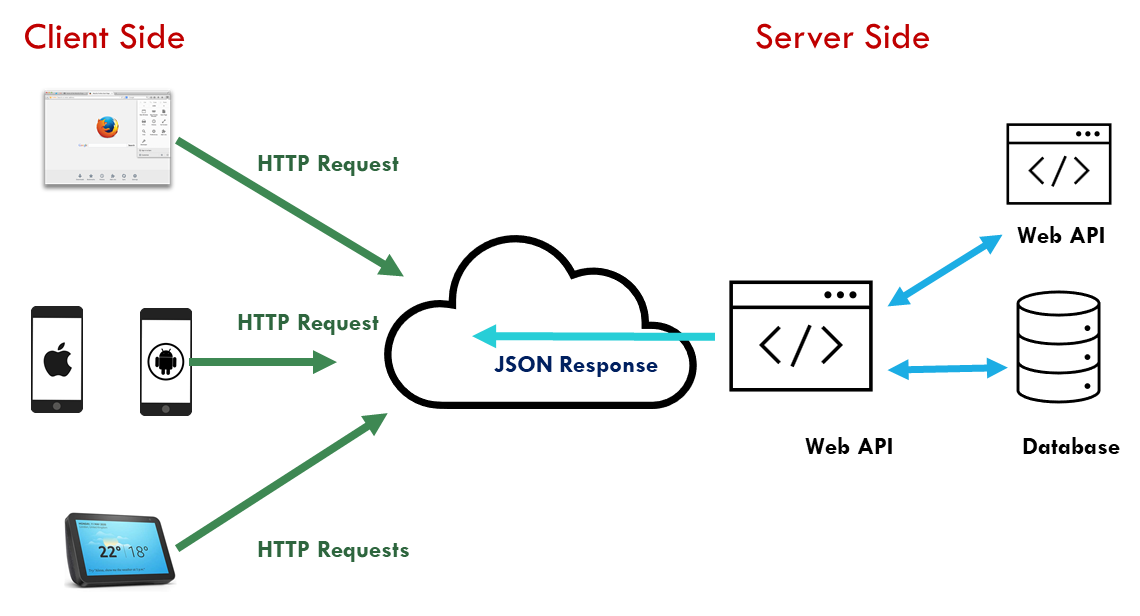 Client Side
Server Side
HTTP Request
Web API
HTTP Request
JSON Response
Web API
Database
22° 18°
HTTP Requests